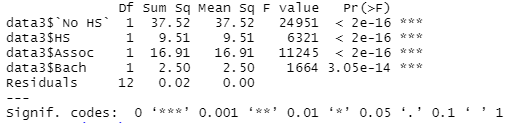 Df Sum Sq Mean Sq F value Pr(>F)
data3$`No HS` 1 37.52 37.52 24951 < 2e-16 ***
data3$HS 1 9.51 9.51 6321 < 2e-16 ***
data3$Assoc 1 16.91 16.91 11245 < 2e-16 ***
data3$Bach 1 2.50 2.50 1664 3.05e-14 ***
Residuals 12 0.02 0.00
---
Signif. codes: 0 ‘***’ 0.001 ‘**’ 0.01 ‘*’ 0.05 ‘.’ 0.1 ‘ ’ 1